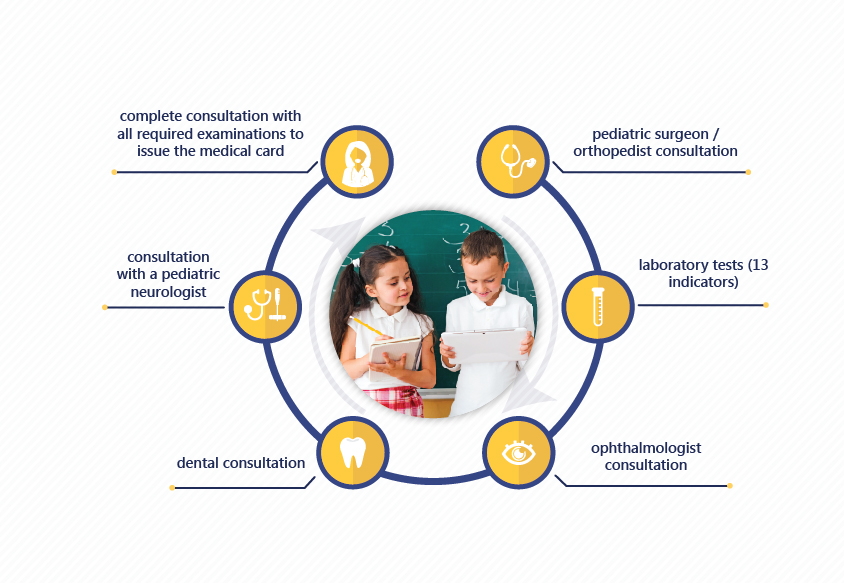 complete consultation with
all required examinations to
issue the medical card
pediatric surgeon /
orthopedist consultation
consultation
with a pediatric
neurologist
laboratory tests (13
indicators)
dental consultation
ophthalmologist
consultation